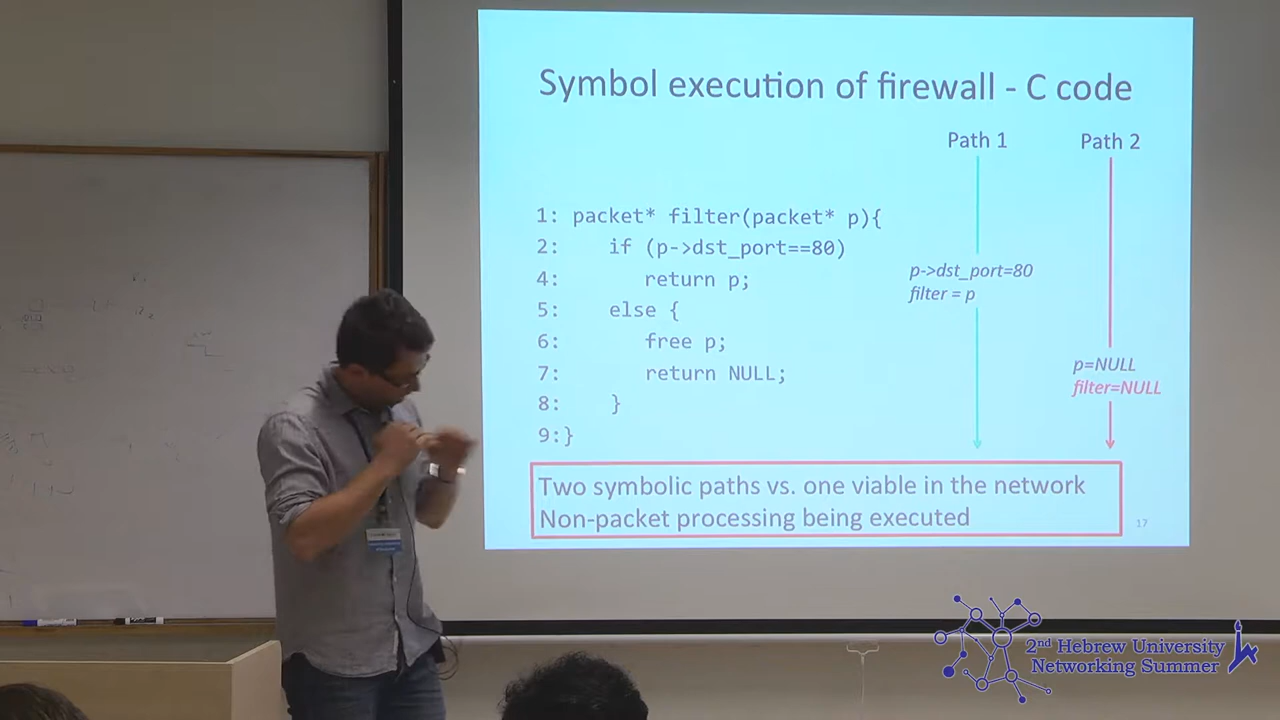 Symbol execution of firewall - C code
Path 1
Path 2
1: packet* filter(packet* p){
2: if (p->dst_port==80)
4: return p;
5: else {
6: free p;
7: return NULL;
8: }
9:}
p->dst_port=80
filter = p
p=NULL
filter=NULL
Two symbolic paths vs. one viable in the network
Non-packet processing being executed
17
2nd Hebrew University
Networking Summer